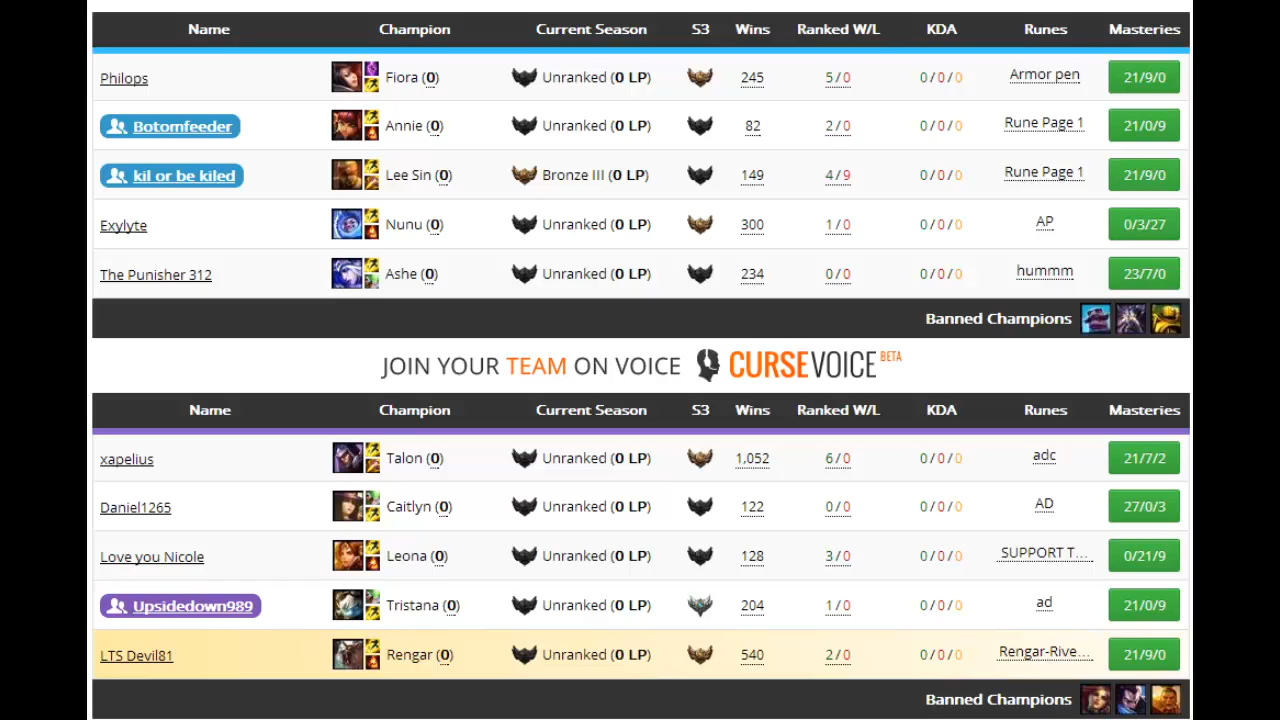 Name Champion Current Season S3 Wins Ranked W/L KDA Runes Masteries
Philops Fiora (0) Unranked (0 LP) 245 5/0 0/0/0 Armor pen 21/9/0
Botomfeeder Annie (0) Unranked (0 LP) 82 2/0 0/0/0 Rune Page 1 21/0/9
kil or be kiled Lee Sin (0) Bronze III (0 LP) 149 4/9 0/0/0 Rune Page 1 21/9/0
Exylyte Nunu (0) Unranked (0 LP) 300 1/0 0/0/0 AP 0/3/27
The Punisher 312 Ashe (0) Unranked (0 LP) 234 0/0 0/0/0 hummm 23/7/0
Banned Champions
JOIN YOUR TEAM ON VOICE CURSEVOICE BETA
Name Champion Current Season S3 Wins Ranked W/L KDA Runes Masteries
xapelius Talon (0) Unranked (0 LP) 1,052 6/0 0/0/0 adc 21/7/2
Daniel1265 Caitlyn (0) Unranked (0 LP) 122 0/0 0/0/0 AD 27/0/3
Love you Nicole Leona (0) Unranked (0 LP) 128 3/0 0/0/0 SUPPORT T... 0/21/9
Upsidedown989 Tristana (0) Unranked (0 LP) 204 1/0 0/0/0 ad 21/0/9
LTS Devil81 Rengar (0) Unranked (0 LP) 540 2/0 0/0/0 Rengar-Rive... 21/9/0
Banned Champions